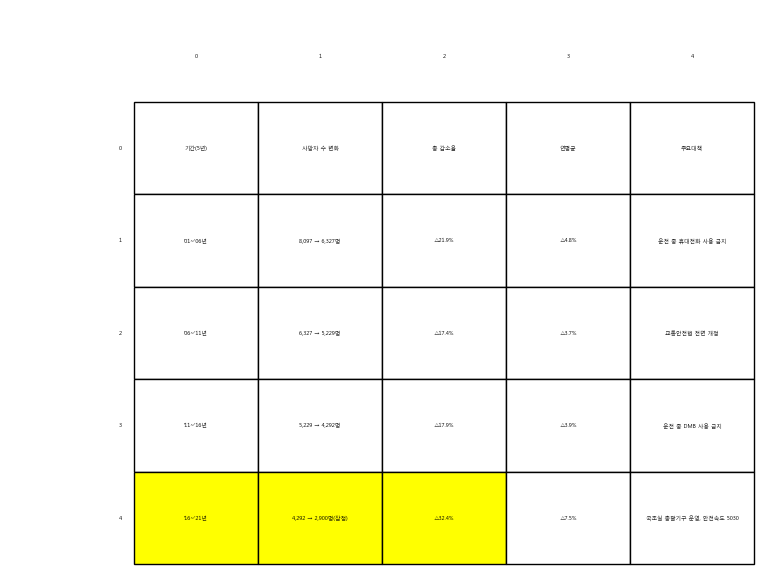 0 1 2 3 4
0 기간(5년) 사망자 수 변화 총 감소율 연평균 주요대책
1 '01~'06년 8,097 → 6,327명 △21.9% △4.8% 운전 중 휴대전화 사용 금지
2 '06~'11년 6,327 → 5,229명 △17.4% △3.7% 교통안전법 전면 개정
3 '11~'16년 5,229 → 4,292명 △17.9% △3.9% 운전 중 DMB 사용 금지
4 '16~'21년 4,292 → 2,900명(잠정) △32.4% △7.5% 국조실 총괄기구 운영, 안전속도 5030